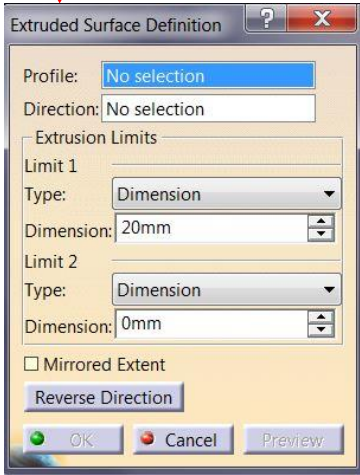 Extruded Surface Definition ? X
Profile: No selection
Direction: No selection
Extrusion Limits
Limit 1
Type: Dimension
Dimension: 20mm
Limit 2
Type: Dimension
Dimension: 0mm
Mirrored Extent
Reverse Direction
OK Cancel Preview